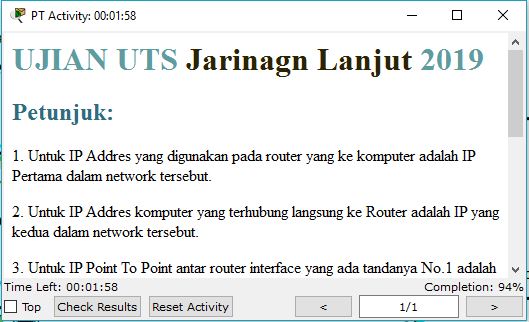 PT Activity: 00:01:58
UJIAN UTS Jarinagn Lanjut 2019
Petunjuk:
1. Untuk IP Addres yang digunakan pada router yang ke komputer adalah IP
Pertama dalam network tersebut.
2. Untuk IP Addres komputer yang terhubung langsung ke Router adalah IP yang
kedua dalam network tersebut.
3. Untuk IP Point To Point antar router interface yang ada tandanya No.1 adalah
Time Left: 00:01:58 Completion: 94%
Top Check Results Reset Activity < 1/1 >